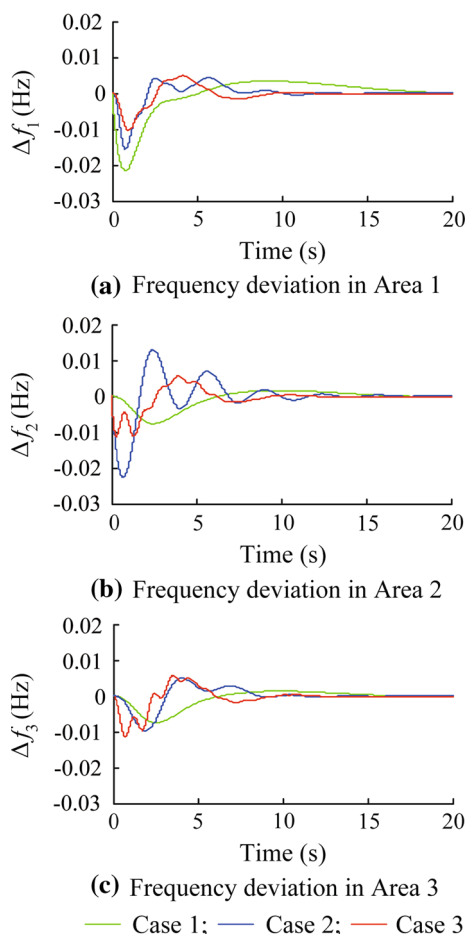 0.02
0.01
0
-0.01
-0.02
-0.03
Δf1 (Hz)
0 5 10 15 20
Time (s)
(a) Frequency deviation in Area 1
0.02
0.01
0
-0.01
-0.02
-0.03
Δf2 (Hz)
0 5 10 15 20
Time (s)
(b) Frequency deviation in Area 2
0.02
0.01
0
-0.01
-0.02
-0.03
Δf3 (Hz)
0 5 10 15 20
Time (s)
(c) Frequency deviation in Area 3
Case 1; Case 2; Case 3